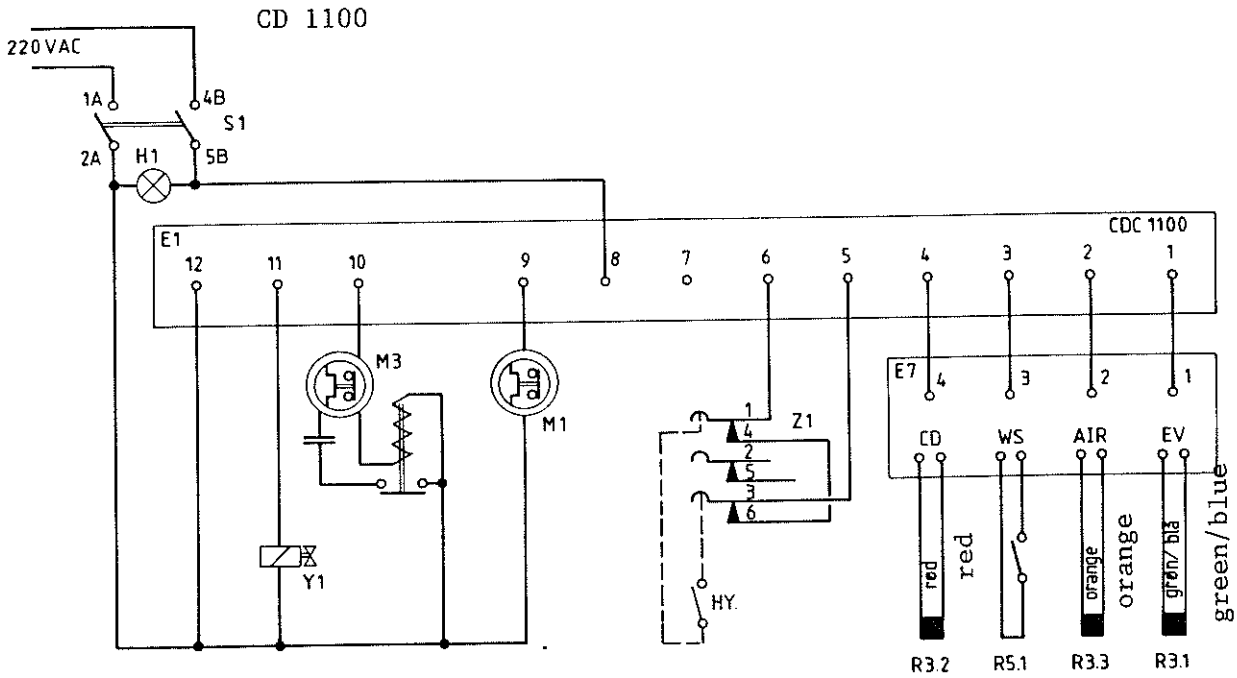 CD 1100
220 VAC
1A 4B
S1
2A H1 5B
E1 CDC 1100
12 11 10 9 8 7 6 5 4 3 2 1
M3
M1
E7
4 3 2 1
CD WS AIR EV
1
4
Z1
2
5
3
6
Y1
HY.
rød
red
orange
orange
grøn/blå
green/blue
R3.2 R5.1 R3.3 R3.1